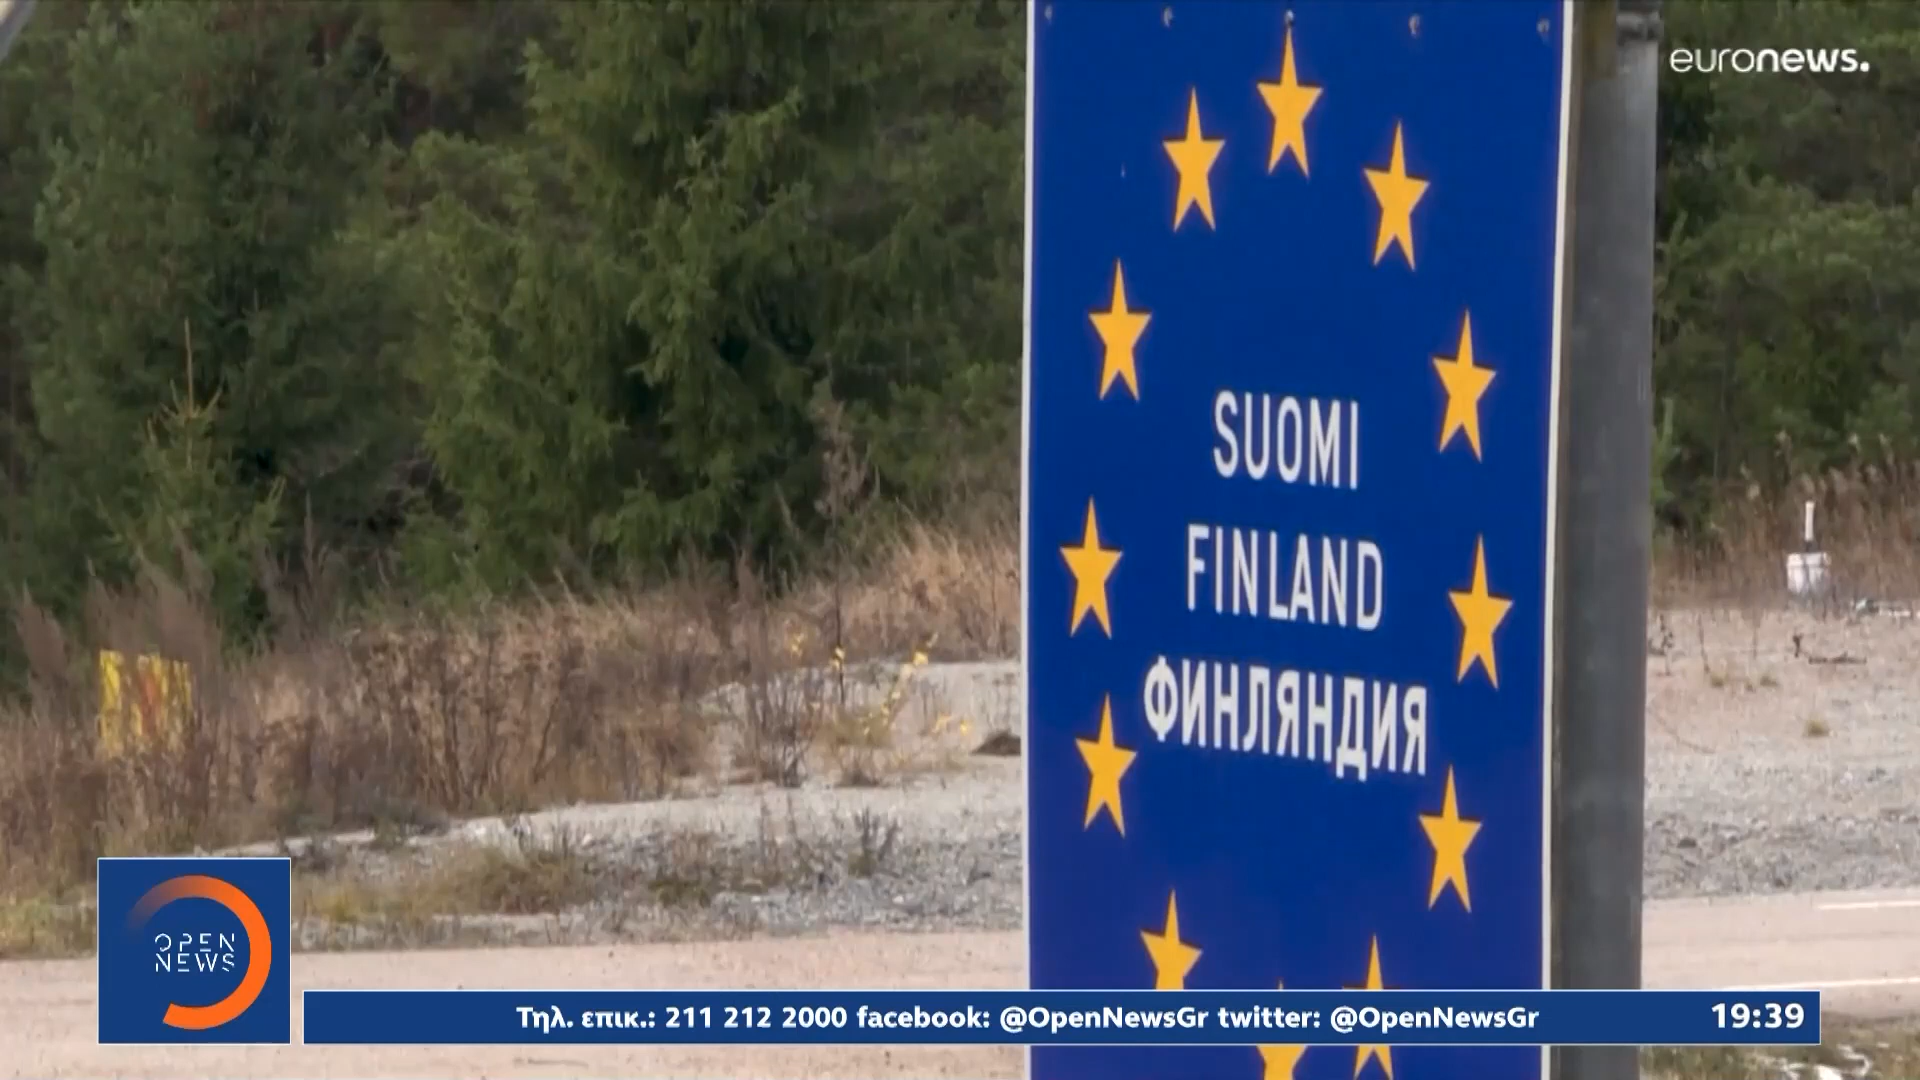 euronews.
SUOMI
FINLAND
ФИНЛЯНДИЯ
OPEN
NEWS
Τηλ. επικ.: 211 212 2000 facebook: @OpenNewsGr twitter: @OpenNewsGr
19:39